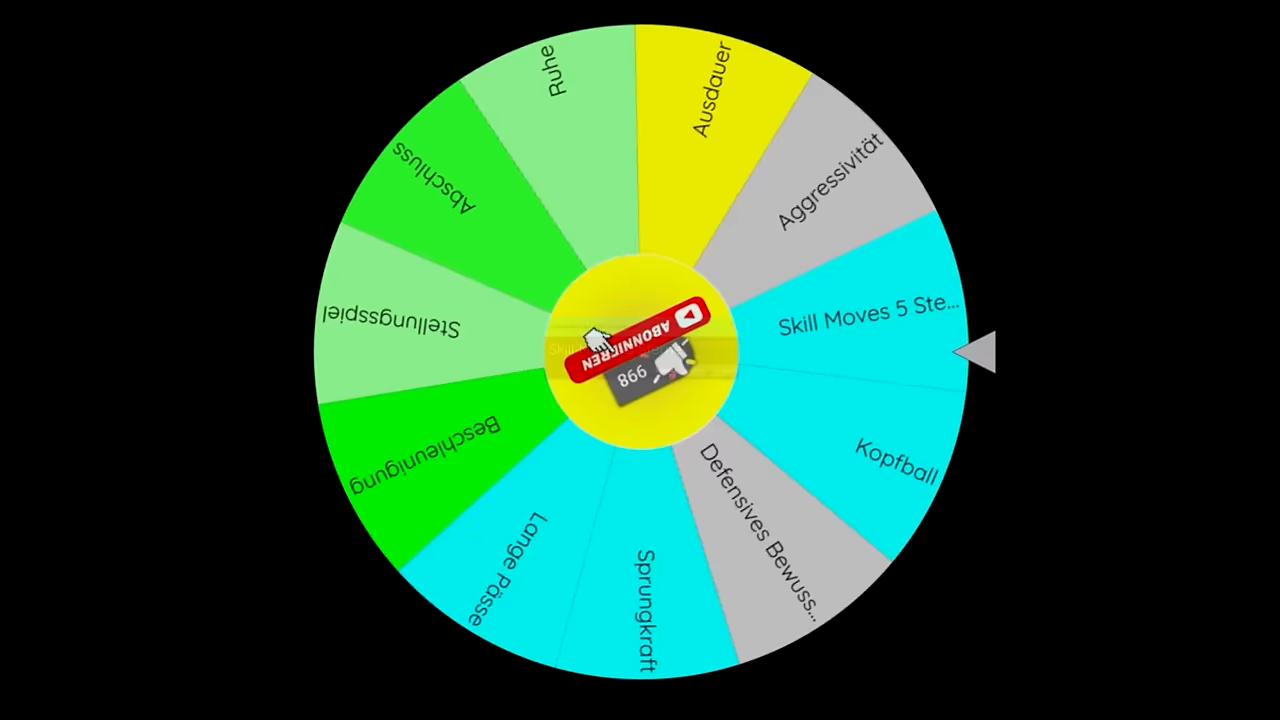 Ruhe
Ausdauer
Aggressivität
Skill Moves 5 Ste...
Kopfball
Defensives Bewuss...
Sprungkraft
Lange Pässe
Beschleunigung
Stellungsspiel
Abschluss
ABONNIEREN
998